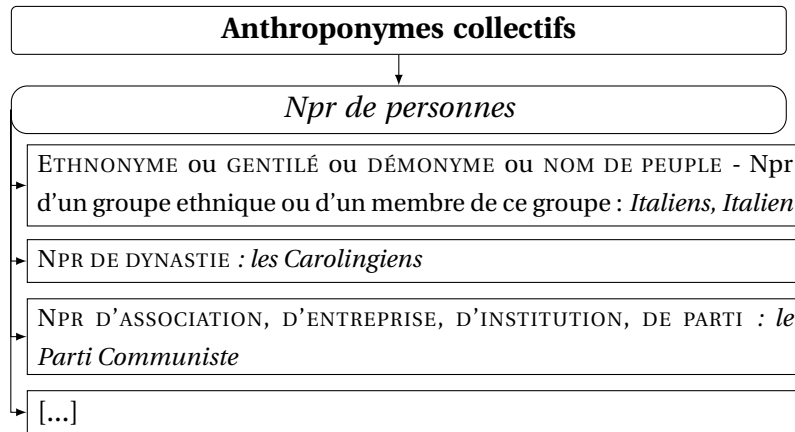 Anthroponymes collectifs
Npr de personnes
ETHNONYME ou GENTILÉ ou DÉMONYME ou NOM DE PEUPLE - Npr
d'un groupe ethnique ou d'un membre de ce groupe : Italiens, Italien
NPR DE DYNASTIE : les Carolingiens
NPR D'ASSOCIATION, D'ENTREPRISE, D'INSTITUTION, DE PARTI : le
Parti Communiste
[...]